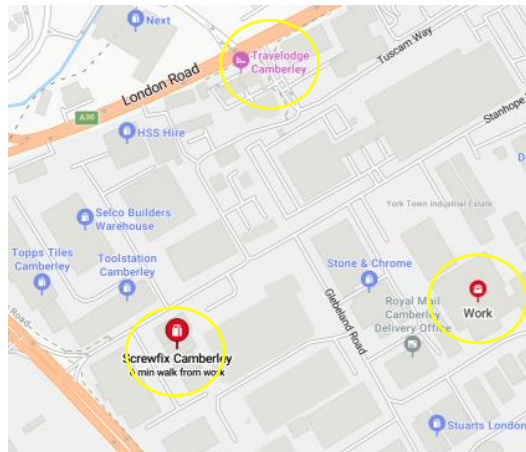 Next
Travelodge
Camberley
Tuscam Way
London Road
A30
HSS Hire
Stanhope
D
York Town Industrial Estate
Selco Builders
Warehouse
Topps Tiles
Camberley
Toolstation
Camberley
Stone & Chrome
Glebeland Road
Royal Mail
Camberley
Delivery Office
Work
Road
Screwfix Camberley
6 min walk from work
Stuarts London